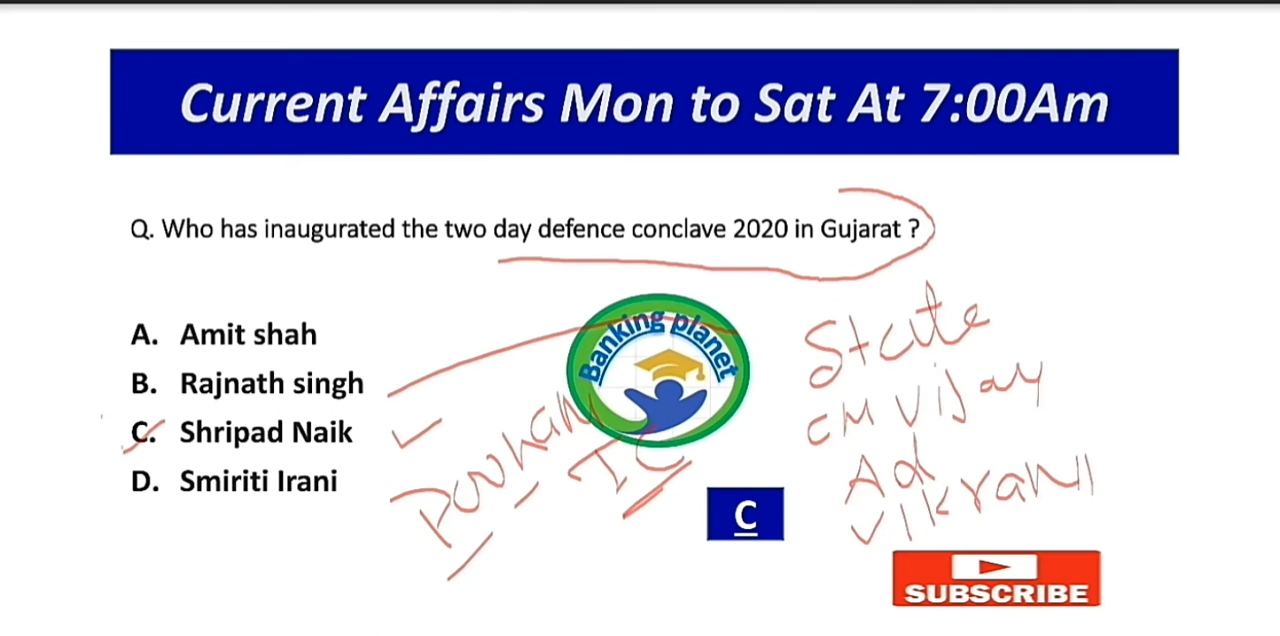 Current Affairs Mon to Sat At 7:00Am
Q. Who has inaugurated the two day defence conclave 2020 in Gujarat ?
A. Amit shah
B. Rajnath singh
C. Shripad Naik
D. Smiriti Irani
Banking planet
State
CM Vijay
Ad
C
SUBSCRIBE